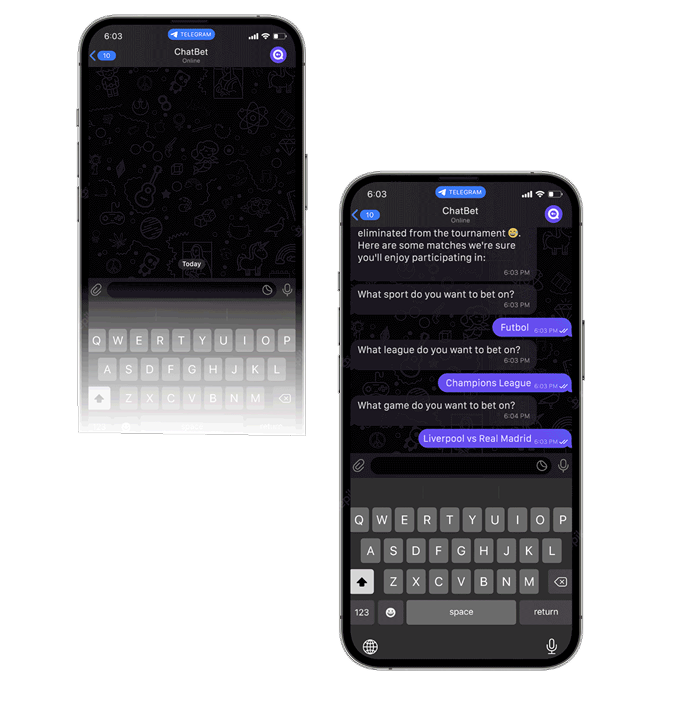 6:03
TELEGRAM
10
ChatBet
Online
Today
Q W E R T Y U I O P
A S D F G H J K L
Z X C V B N M
6:03
TELEGRAM
10
ChatBet
Online
eliminated from the tournament 😅.
Here are some matches we're sure
you'll enjoy participating in:
6:03 PM
What sport do you want to bet on?
6:03 PM
Futbol 6:03 PM
What league do you want to bet on?
6:03 PM
Champions League 6:03 PM
What game do you want to bet on?
6:04 PM
Liverpool vs Real Madrid 6:03 PM
Q W E R T Y U I O P
A S D F G H J K L
Z X C V B N M
123 space return